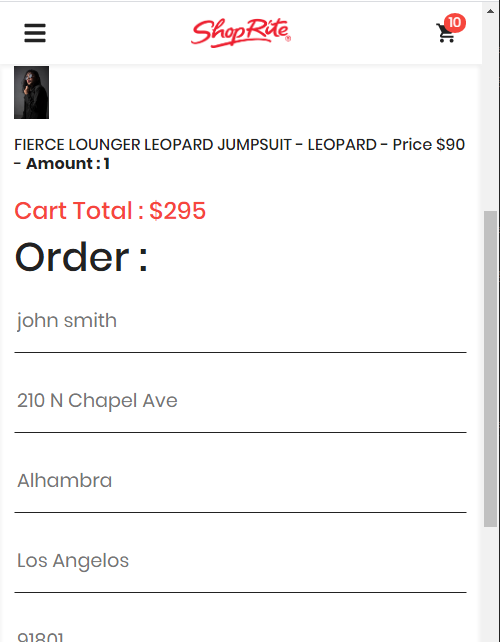 ShopRite
10
FIERCE LOUNGER LEOPARD JUMPSUIT - LEOPARD - Price $90
- Amount : 1
Cart Total : $295
Order :
john smith
210 N Chapel Ave
Alhambra
Los Angelos
91801